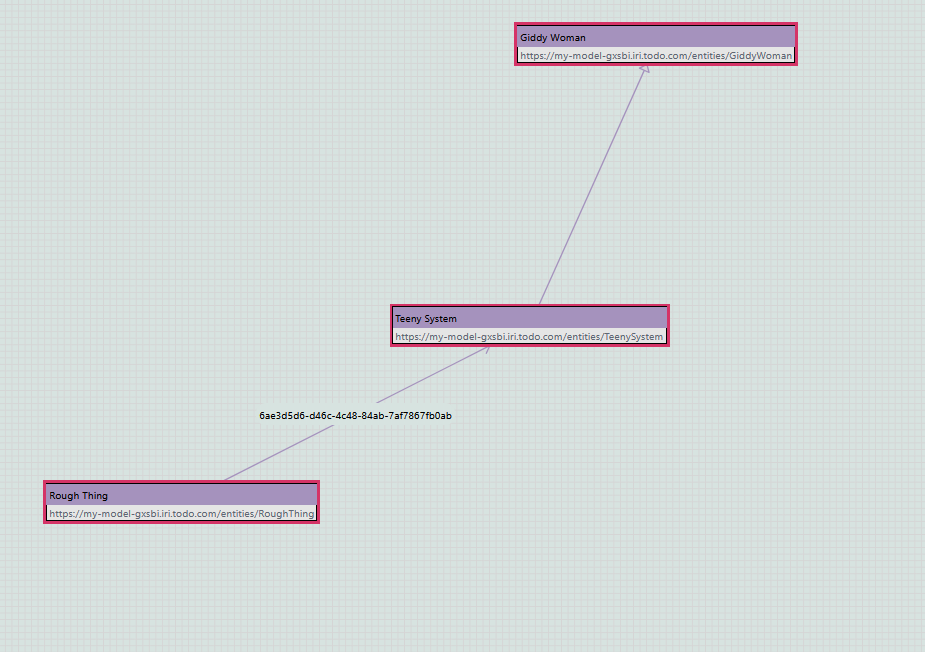 Giddy Woman
https://my-model-gxsbi.iri.todo.com/entities/GiddyWoman
Teeny System
https://my-model-gxsbi.iri.todo.com/entities/TeenySystem
6ae3d5d6-d46c-4c48-84ab-7af7867fb0ab
Rough Thing
https://my-model-gxsbi.iri.todo.com/entities/RoughThing